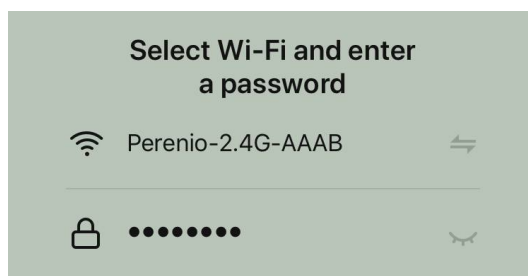 Select Wi-Fi and enter
a password
Perenio-2.4G-AAAB
•••••••••